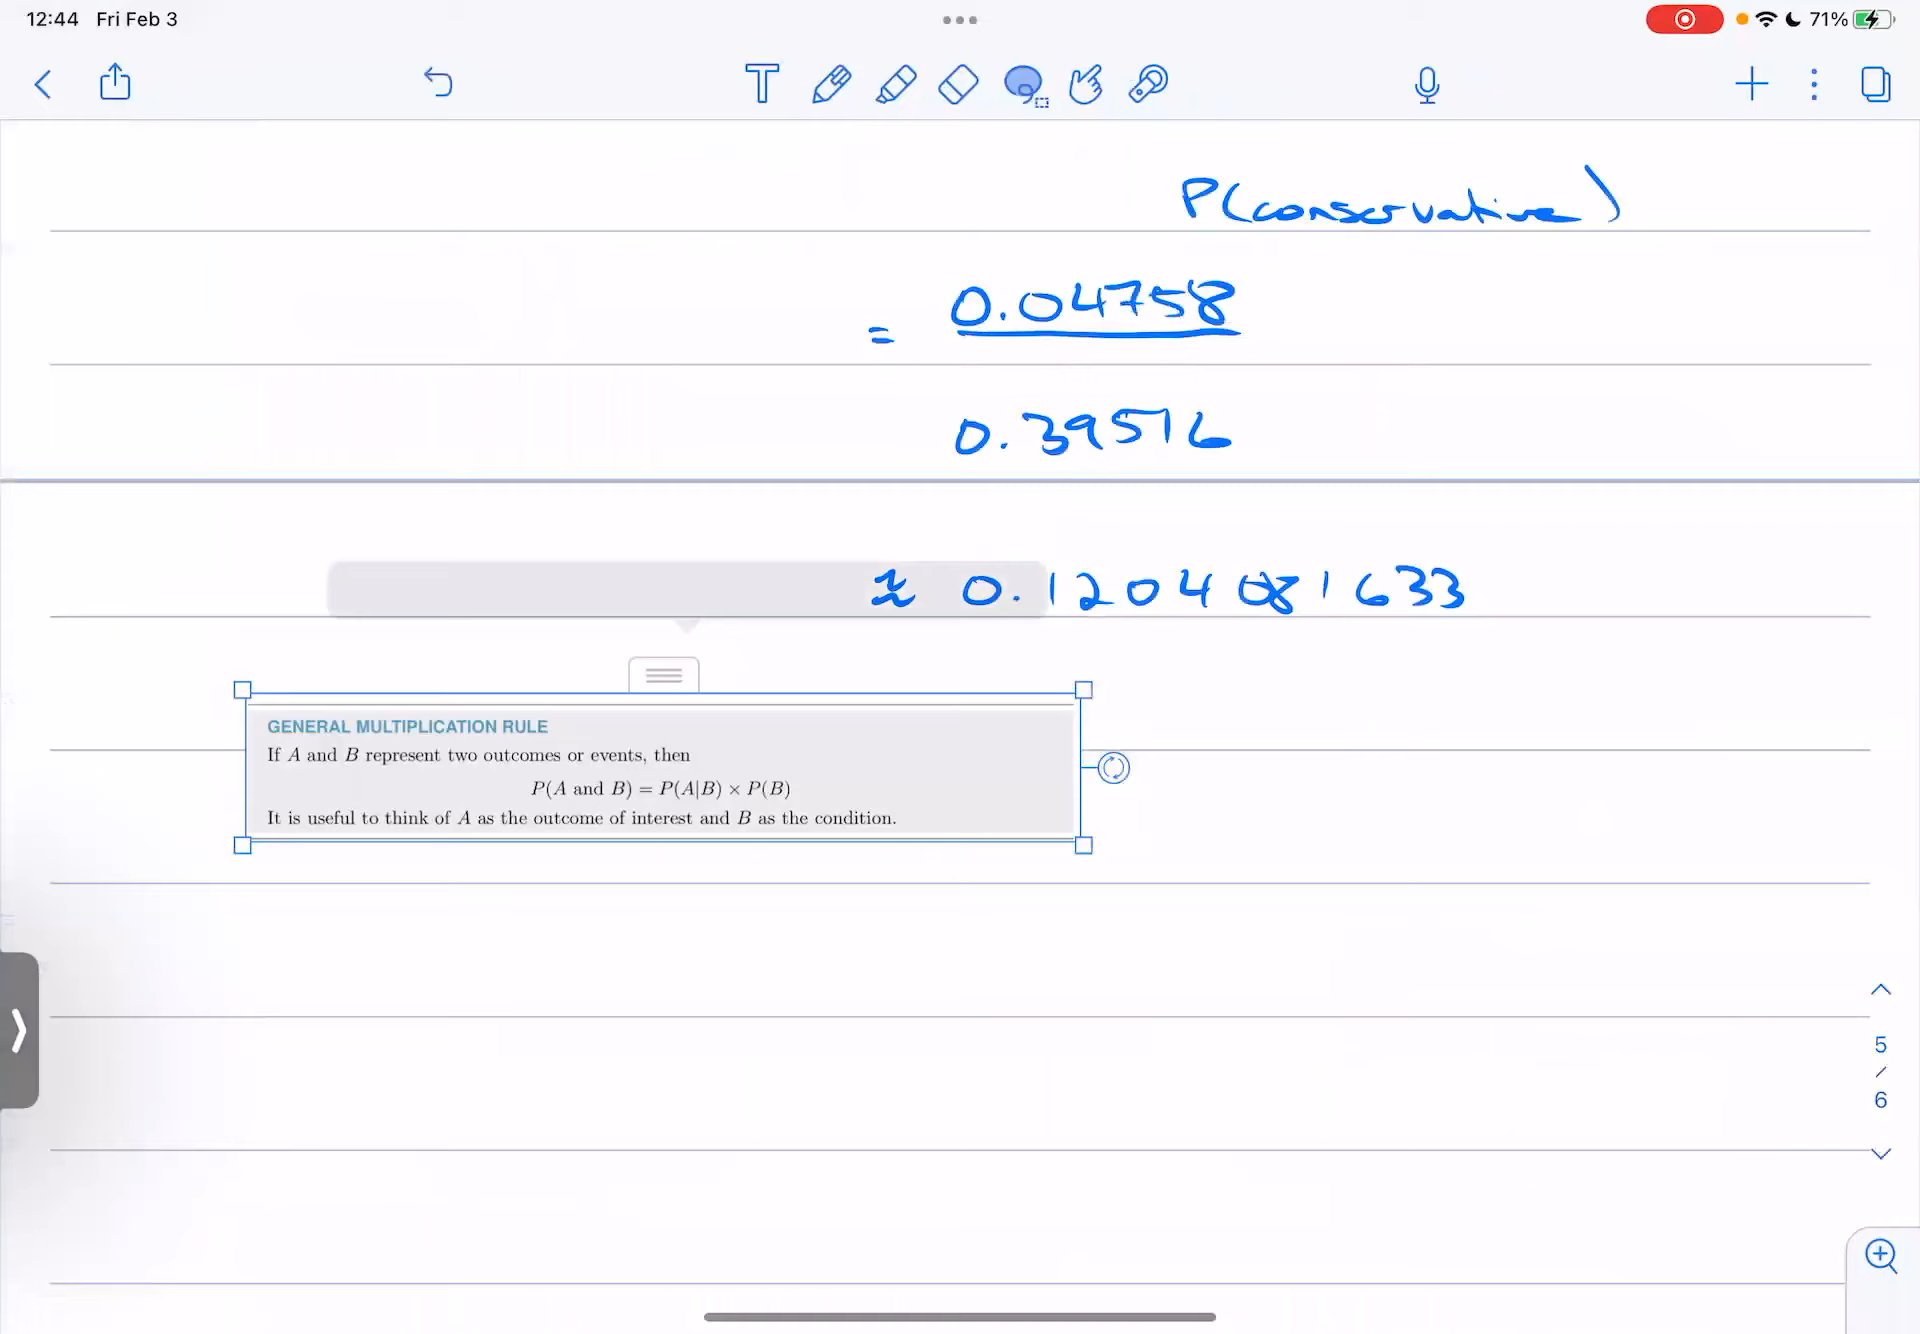 12:44 Fri Feb 3
71%
P(conservative)
= 0.04758
0.39516
≈ 0.1204081633
GENERAL MULTIPLICATION RULE
If A and B represent two outcomes or events, then
P(A and B) = P(A|B) × P(B)
It is useful to think of A as the outcome of interest and B as the condition.
5
/
6